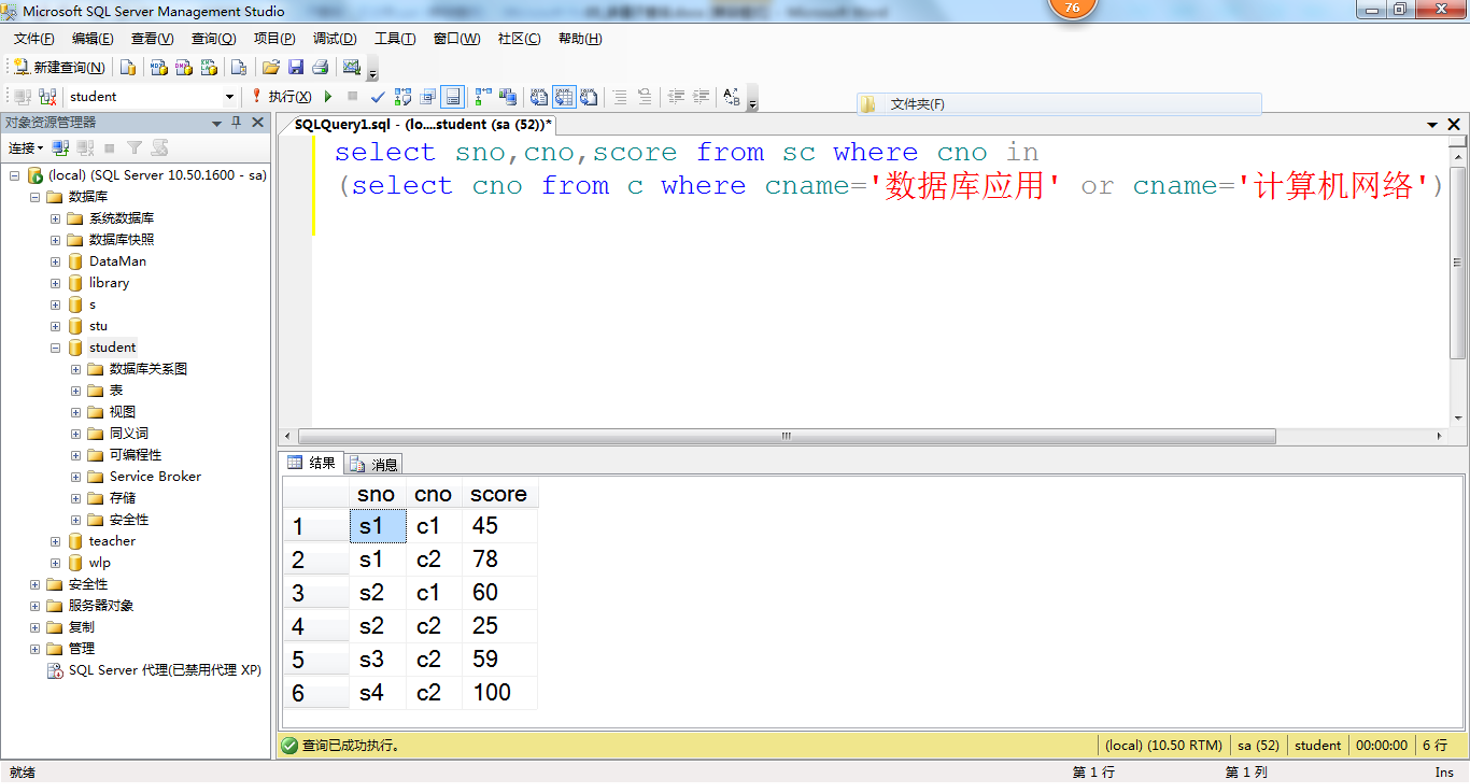 Microsoft SQL Server Management Studio
76
文件(F) 编辑(E) 查看(V) 查询(Q) 项目(P) 调试(D) 工具(T) 窗口(W) 社区(C) 帮助(H)
新建查询(N)
student 执行(X)
文件夹(F)
对象资源管理器
连接
(local) (SQL Server 10.50.1600 - sa)
数据库
系统数据库
数据库快照
DataMan
library
s
stu
student
数据库关系图
表
视图
同义词
可编程性
Service Broker
存储
安全性
teacher
wlp
安全性
服务器对象
复制
管理
SQL Server 代理(已禁用代理 XP)
SQLQuery1.sql - (lo....student (sa (52))*
select sno,cno,score from sc where cno in
(select cno from c where cname='数据库应用' or cname='计算机网络')
结果 消息
sno cno score
1 s1 c1 45
2 s1 c2 78
3 s2 c1 60
4 s2 c2 25
5 s3 c2 59
6 s4 c2 100
查询已成功执行。 (local) (10.50 RTM) sa (52) student 00:00:00 6 行
就绪 第 1 行 第 1 列 Ins